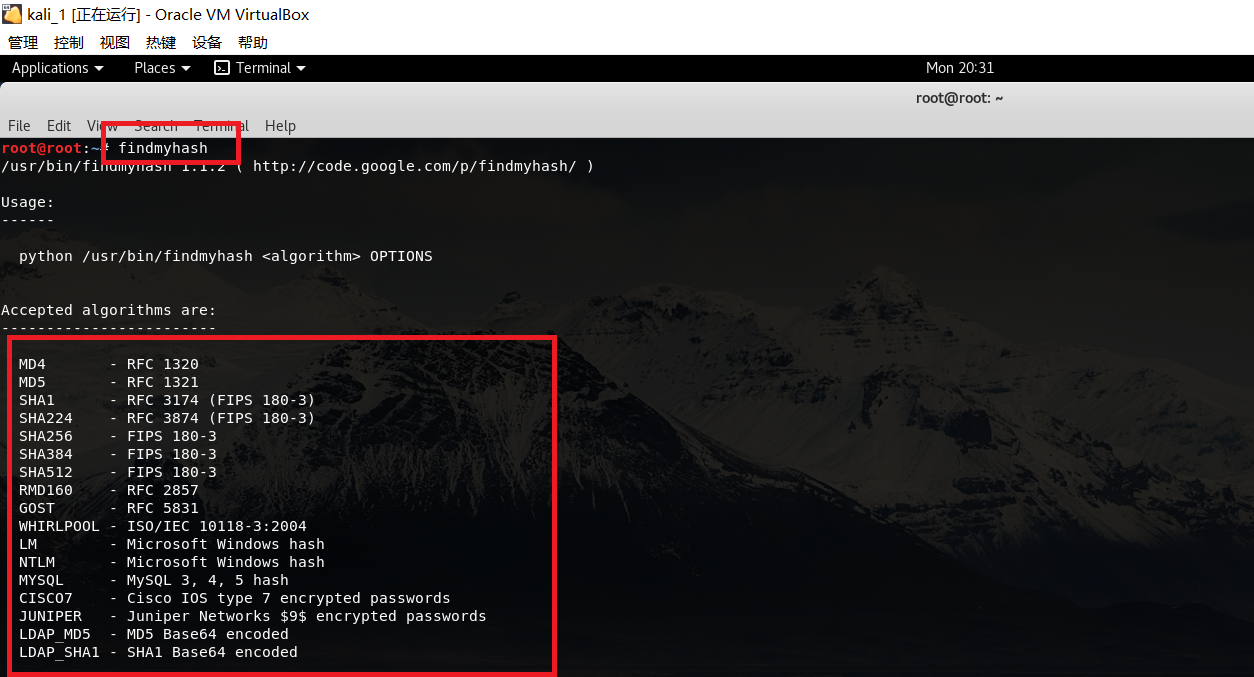 kali_1 [正在运行] - Oracle VM VirtualBox
管理 控制 视图 热键 设备 帮助
Applications Places Terminal Mon 20:31
root@root: ~
File Edit View Search Terminal Help
root@root:~# findmyhash
/usr/bin/findmyhash 1.1.2 ( http://code.google.com/p/findmyhash/ )
Usage:
------
python /usr/bin/findmyhash <algorithm> OPTIONS
Accepted algorithms are:
------------------------
MD4       - RFC 1320
MD5       - RFC 1321
SHA1      - RFC 3174 (FIPS 180-3)
SHA224    - RFC 3874 (FIPS 180-3)
SHA256    - FIPS 180-3
SHA384    - FIPS 180-3
SHA512    - FIPS 180-3
RMD160    - RFC 2857
GOST      - RFC 5831
WHIRLPOOL - ISO/IEC 10118-3:2004
LM        - Microsoft Windows hash
NTLM      - Microsoft Windows hash
MYSQL     - MySQL 3, 4, 5 hash
CISCO7    - Cisco IOS type 7 encrypted passwords
JUNIPER   - Juniper Networks $9$ encrypted passwords
LDAP_MD5  - MD5 Base64 encoded
LDAP_SHA1 - SHA1 Base64 encoded